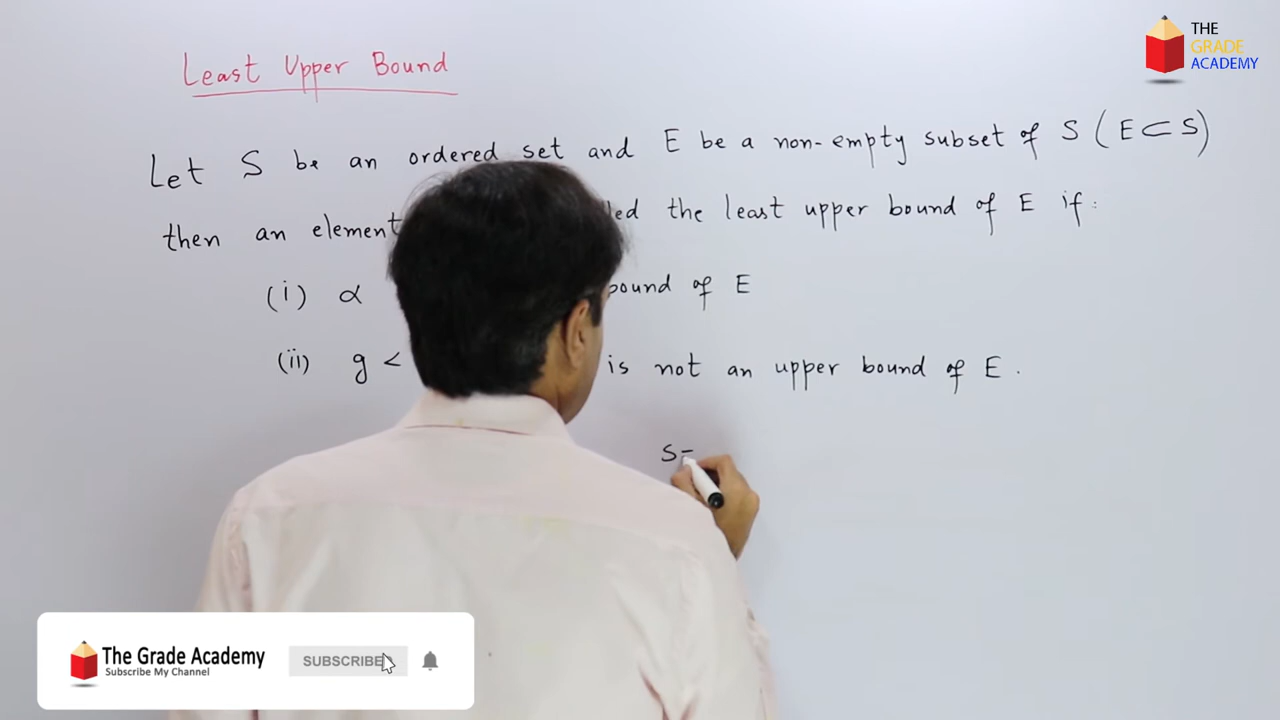 THE
GRADE
ACADEMY
Least Upper Bound
Let S be an ordered set and E be a non-empty subset of S (E⊂S)
then an element the least upper bound of E if:
(i) α of E
(ii) g < is not an upper bound of E.
S=
The Grade Academy
Subscribe My Channel
SUBSCRIBE